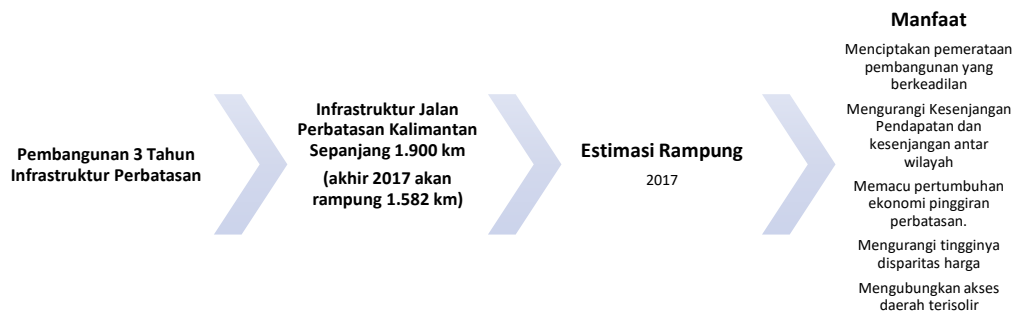 Pembangunan 3 Tahun
Infrastruktur Perbatasan
Infrastruktur Jalan
Perbatasan Kalimantan
Sepanjang 1.900 km
(akhir 2017 akan
rampung 1.582 km)
Estimasi Rampung
2017
Manfaat
Menciptakan pemerataan
pembangunan yang
berkeadilan
Mengurangi Kesenjangan
Pendapatan dan
kesenjangan antar
wilayah
Memacu pertumbuhan
ekonomi pinggiran
perbatasan.
Mengurangi tingginya
disparitas harga
Mengubungkan akses
daerah terisolir